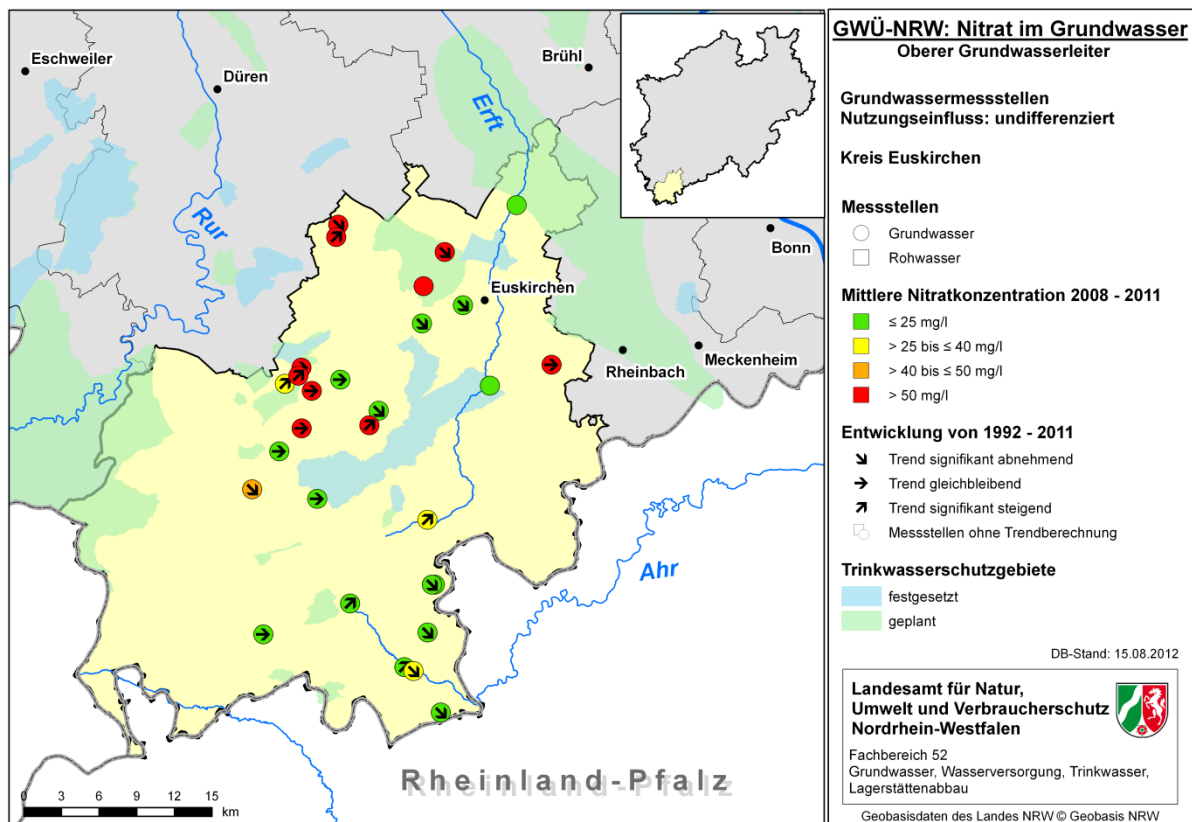 Eschweiler
Düren
Brühl
Erft
Rur
Bonn
Euskirchen
Rheinbach
Meckenheim
Ahr
Rheinland-Pfalz
0 3 6 9 12 15
km
GWÜ-NRW: Nitrat im Grundwasser
Oberer Grundwasserleiter
Grundwassermessstellen
Nutzungseinfluss: undifferenziert
Kreis Euskirchen
Messstellen
Grundwasser
Rohwasser
Mittlere Nitratkonzentration 2008 - 2011
≤ 25 mg/l
> 25 bis ≤ 40 mg/l
> 40 bis ≤ 50 mg/l
> 50 mg/l
Entwicklung von 1992 - 2011
Trend signifikant abnehmend
Trend gleichbleibend
Trend signifikant steigend
Messstellen ohne Trendberechnung
Trinkwasserschutzgebiete
festgesetzt
geplant
DB-Stand: 15.08.2012
Landesamt für Natur,
Umwelt und Verbraucherschutz
Nordrhein-Westfalen
Fachbereich 52
Grundwasser, Wasserversorgung, Trinkwasser,
Lagerstättenabbau
Geobasisdaten des Landes NRW © Geobasis NRW